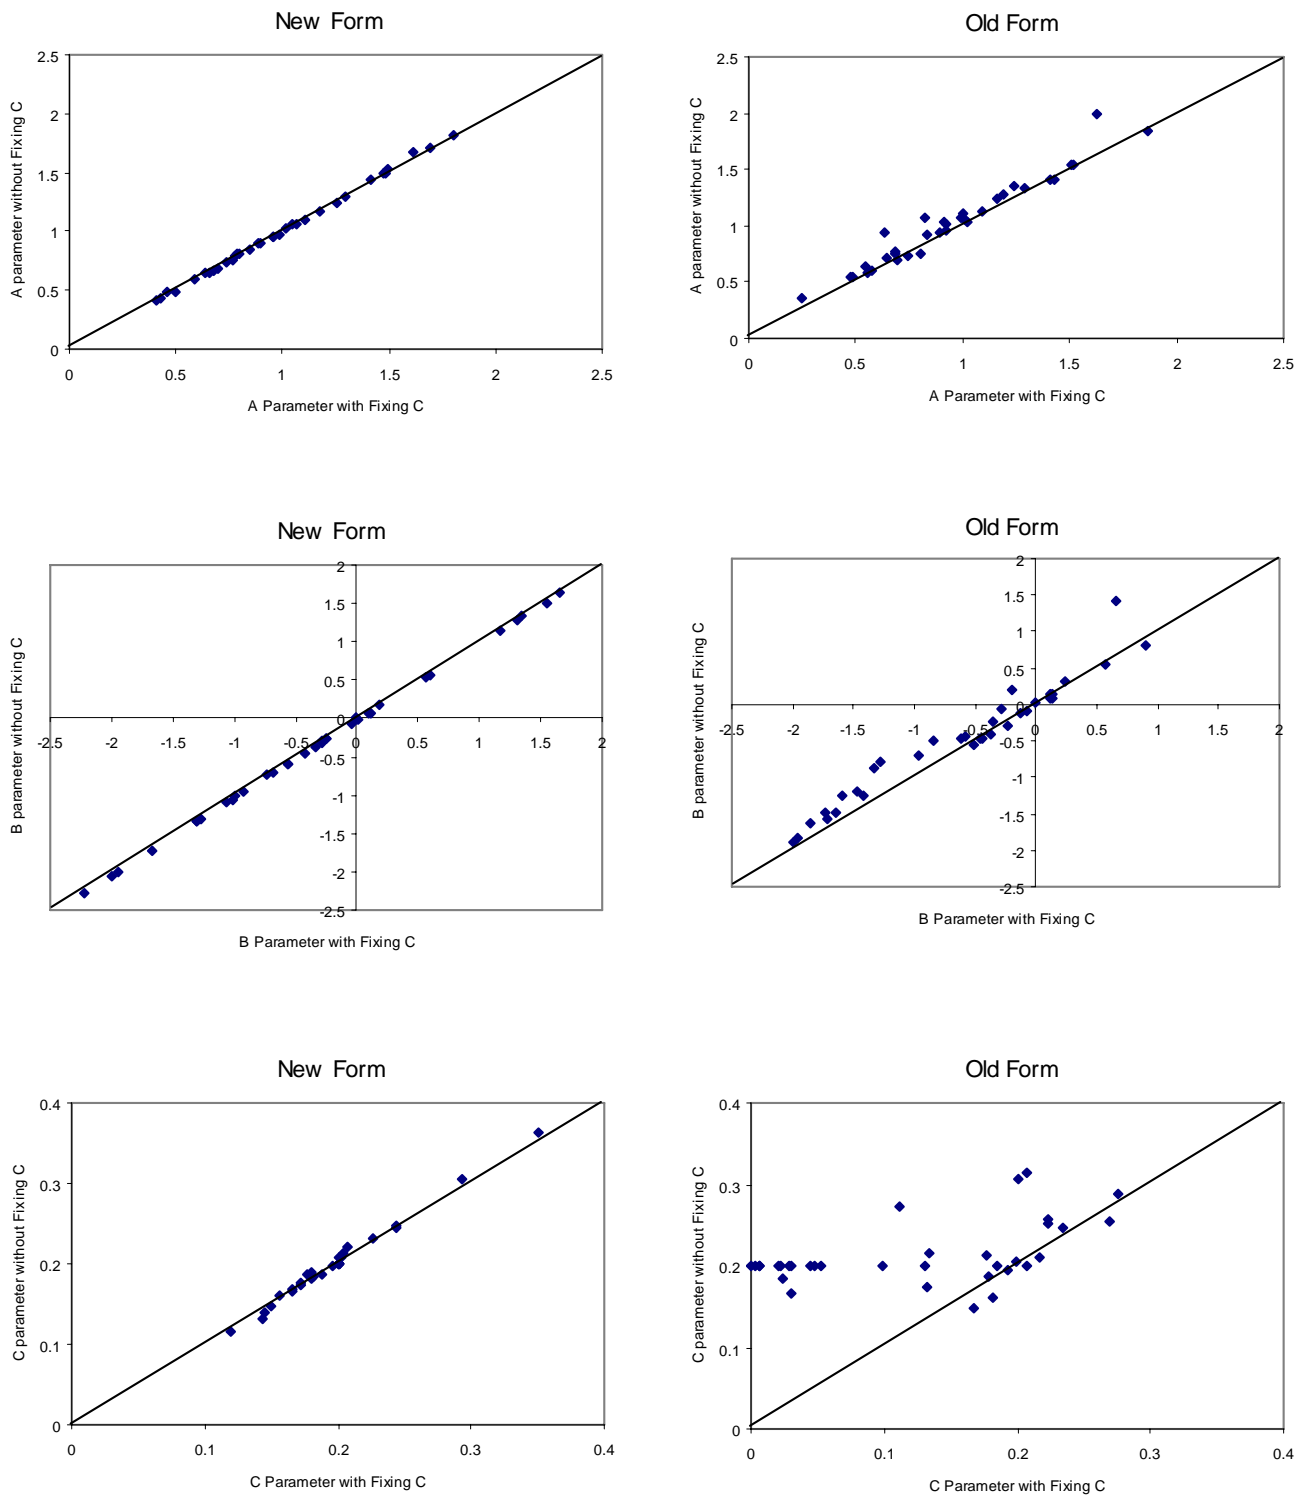 New Form
Old Form
A parameter without Fixing C
2.5
2
1.5
1
0.5
0
0 0.5 1 1.5 2 2.5
A Parameter with Fixing C
A parameter without Fixing C
2.5
2
1.5
1
0.5
0
0 0.5 1 1.5 2 2.5
A Parameter with Fixing C
New Form
Old Form
B parameter without Fixing C
2
1.5
1
0.5
0
-0.5
-1
-1.5
-2
-2.5
-2.5 -2 -1.5 -1 -0.5 0 0.5 1 1.5 2
B Parameter with Fixing C
B parameter without Fixing C
2
1.5
1
0.5
0
-0.5
-1
-1.5
-2
-2.5
-2.5 -2 -1.5 -1 -0.5 0 0.5 1 1.5 2
B Parameter with Fixing C
New Form
Old Form
C parameter without Fixing C
0.4
0.3
0.2
0.1
0
0 0.1 0.2 0.3 0.4
C Parameter with Fixing C
C parameter without Fixing C
0.4
0.3
0.2
0.1
0
0 0.1 0.2 0.3 0.4
C Parameter with Fixing C